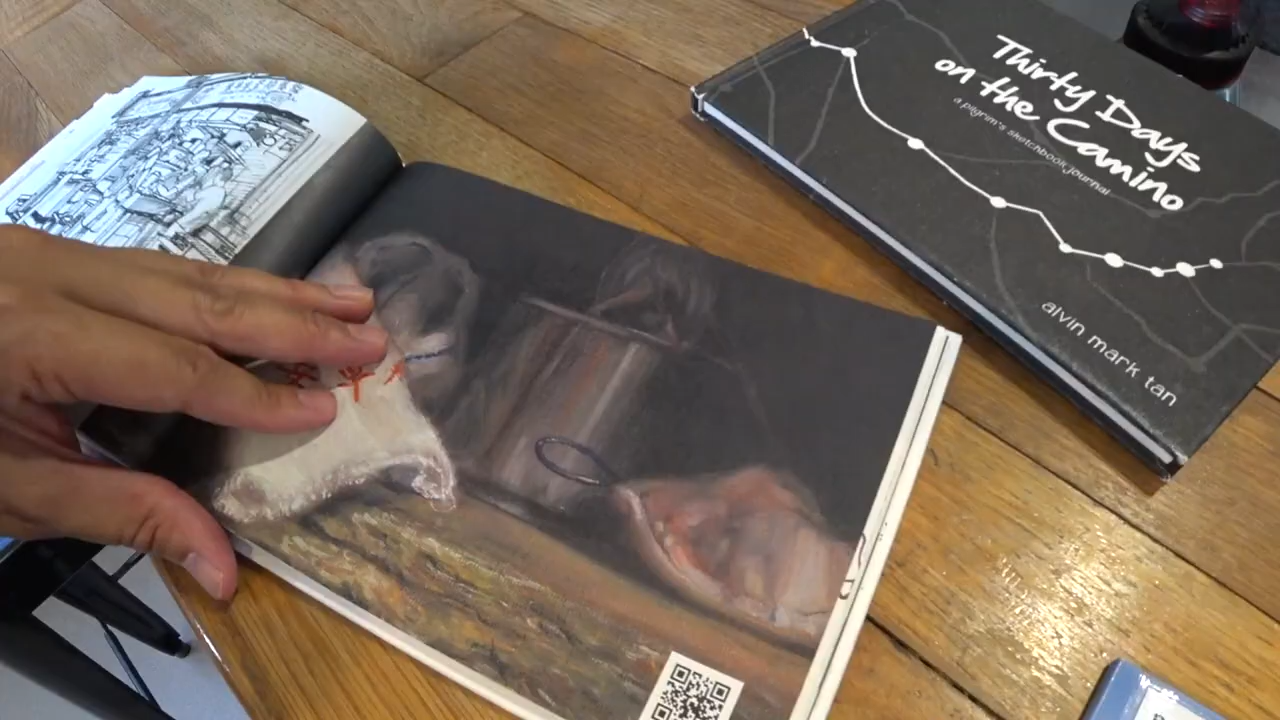 Thirty Days
on the Camino
a pilgrim's sketchbook journal
alvin mark tan